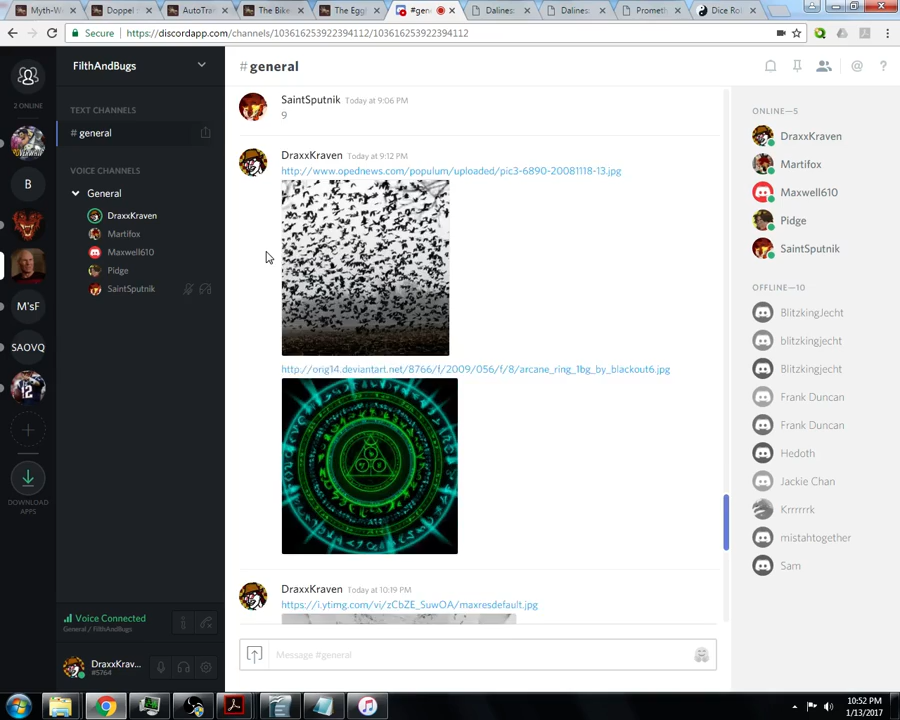 Myth-W
Doppel
AutoTra
The Bike
The Egg
#gen
Dalines
Dalines
Prometh
Dice Ro
Secure
https://discordapp.com/channels/103616253922394112/103616253922394112
FilthAndBugs
#general
2 ONLINE
TEXT CHANNELS
# general
VOICE CHANNELS
General
DraxxKraven
Martifox
Maxwell610
Pidge
SaintSputnik
B
M'sF
SAOVQ
12
DOWNLOAD
APPS
Voice Connected
General / FilthAndBugs
DraxxKrav...
#5764
SaintSputnik Today at 9:06 PM
9
DraxxKraven Today at 9:12 PM
http://www.opednews.com/populum/uploaded/pic3-6890-20081118-13.jpg
http://orig14.deviantart.net/8766/f/2009/056/f/8/arcane_ring_1bg_by_blackout6.jpg
DraxxKraven Today at 10:19 PM
https://i.ytimg.com/vi/zCbZE_SuwOA/maxresdefault.jpg
Message #general
ONLINE—5
DraxxKraven
Martifox
Maxwell610
Pidge
SaintSputnik
OFFLINE—10
BlitzkingJecht
blitzkingjecht
Blitzkingjecht
Frank Duncan
Frank Duncan
Hedoth
Jackie Chan
Krrrrrrk
mistahtogether
Sam
10:52 PM
1/13/2017